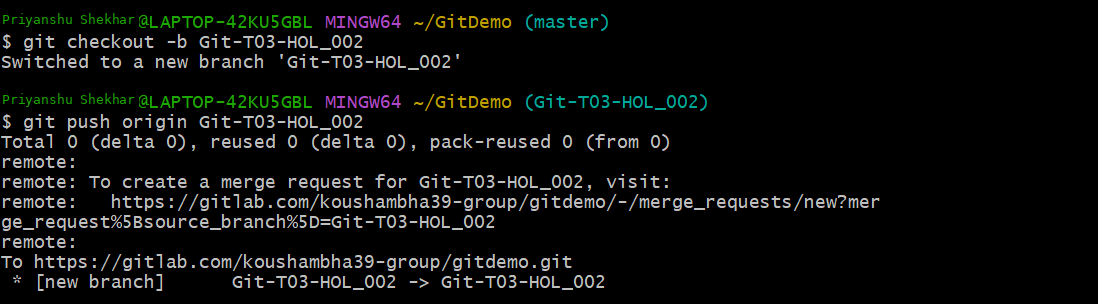 Priyanshu Shekhar@LAPTOP-42KU5GBL MINGW64 ~/GitDemo (master)
$ git checkout -b Git-T03-HOL_002
Switched to a new branch 'Git-T03-HOL_002'
Priyanshu Shekhar@LAPTOP-42KU5GBL MINGW64 ~/GitDemo (Git-T03-HOL_002)
$ git push origin Git-T03-HOL_002
Total 0 (delta 0), reused 0 (delta 0), pack-reused 0 (from 0)
remote:
remote: To create a merge request for Git-T03-HOL_002, visit:
remote:   https://gitlab.com/koushambha39-group/gitdemo/-/merge_requests/new?mer
ge_request%5Bsource_branch%5D=Git-T03-HOL_002
remote:
To https://gitlab.com/koushambha39-group/gitdemo.git
 * [new branch]      Git-T03-HOL_002 -> Git-T03-HOL_002